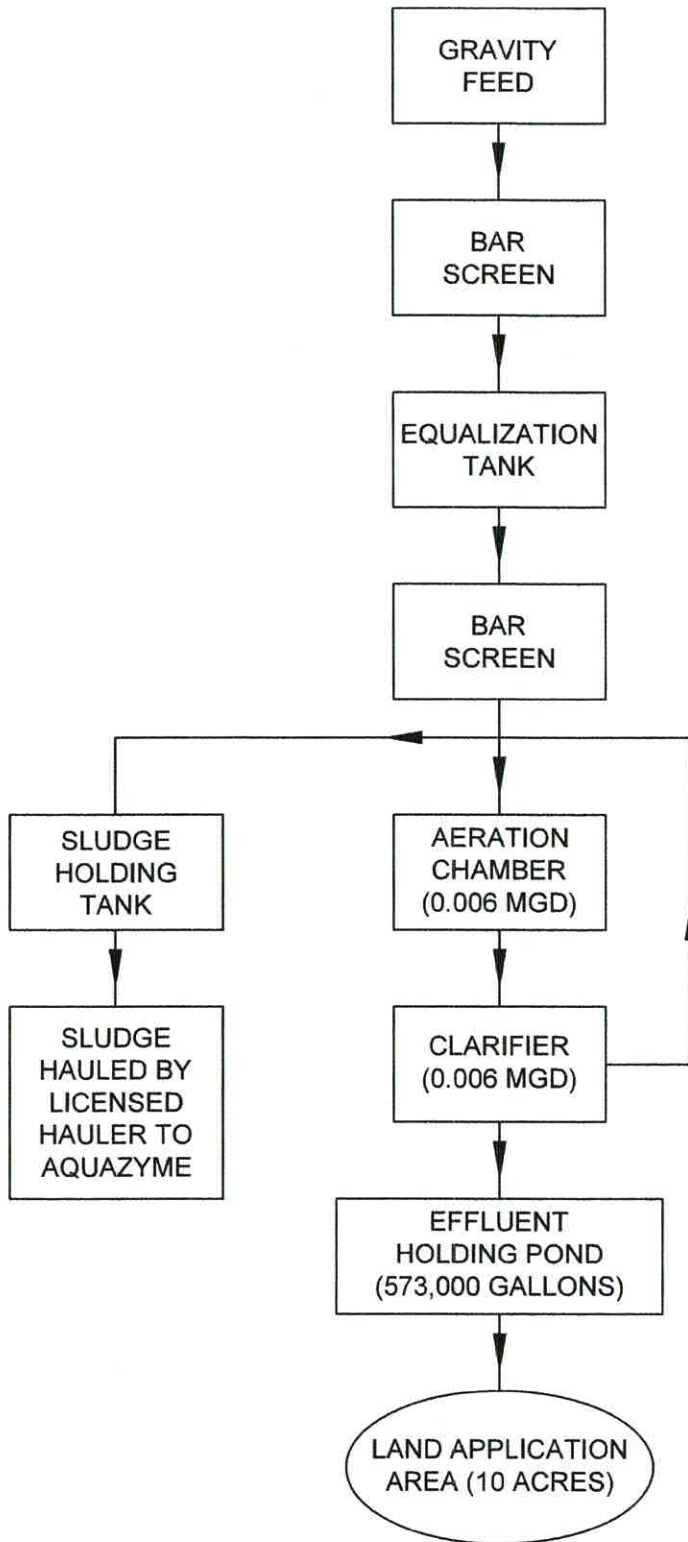 GRAVITY
FEED
BAR
SCREEN
EQUALIZATION
TANK
BAR
SCREEN
SLUDGE
HOLDING
TANK
AERATION
CHAMBER
(0.006 MGD)
SLUDGE
HAULED BY
LICENSED
HAULER TO
AQUAZYME
CLARIFIER
(0.006 MGD)
EFFLUENT
HOLDING POND
(573,000 GALLONS)
LAND APPLICATION
AREA (10 ACRES)